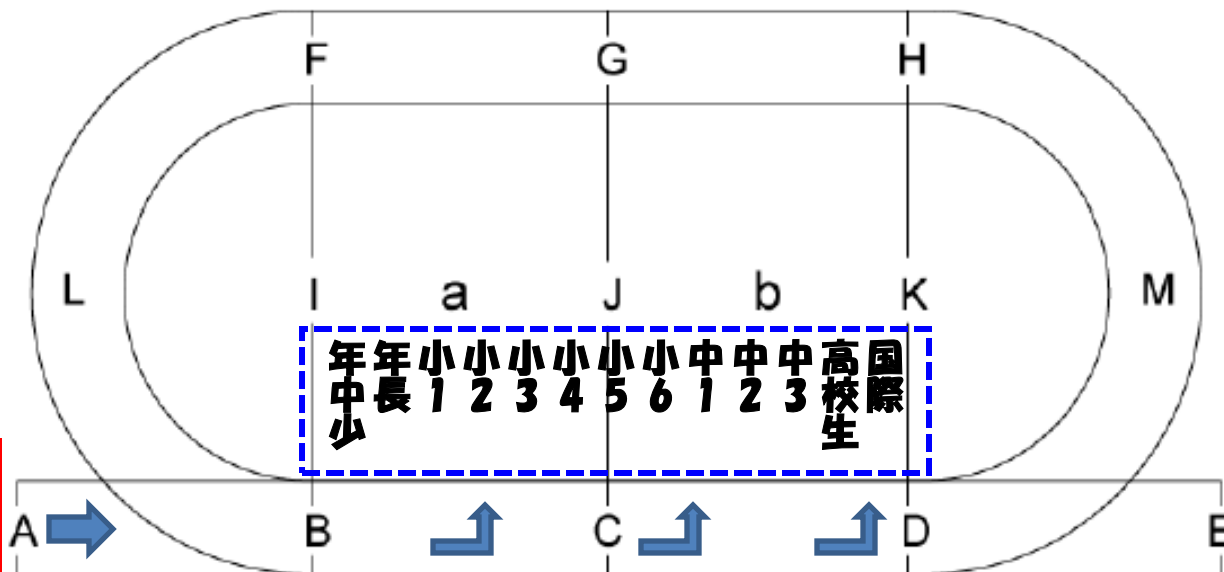 F G H
L I a J b K M
年中少
年長
小1
小2
小3
小4
小5
小6
中1
中2
中3
高校生
国際
A B C D E